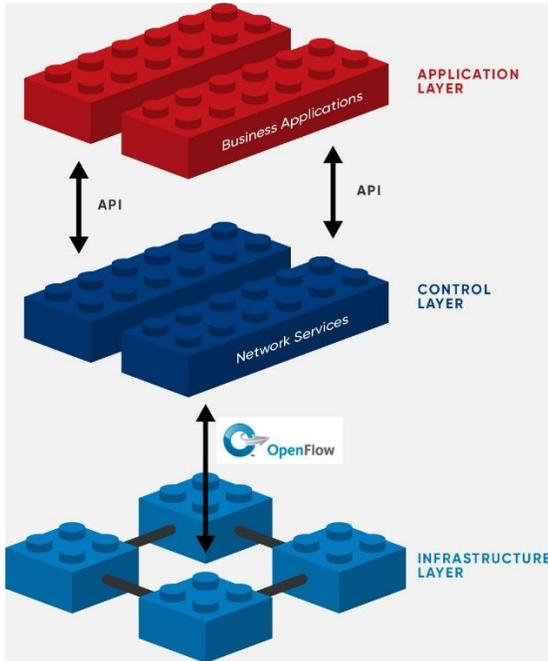 APPLICATION
LAYER
Business Applications
API
API
CONTROL
LAYER
Network Services
OpenFlow
INFRASTRUCTURE
LAYER